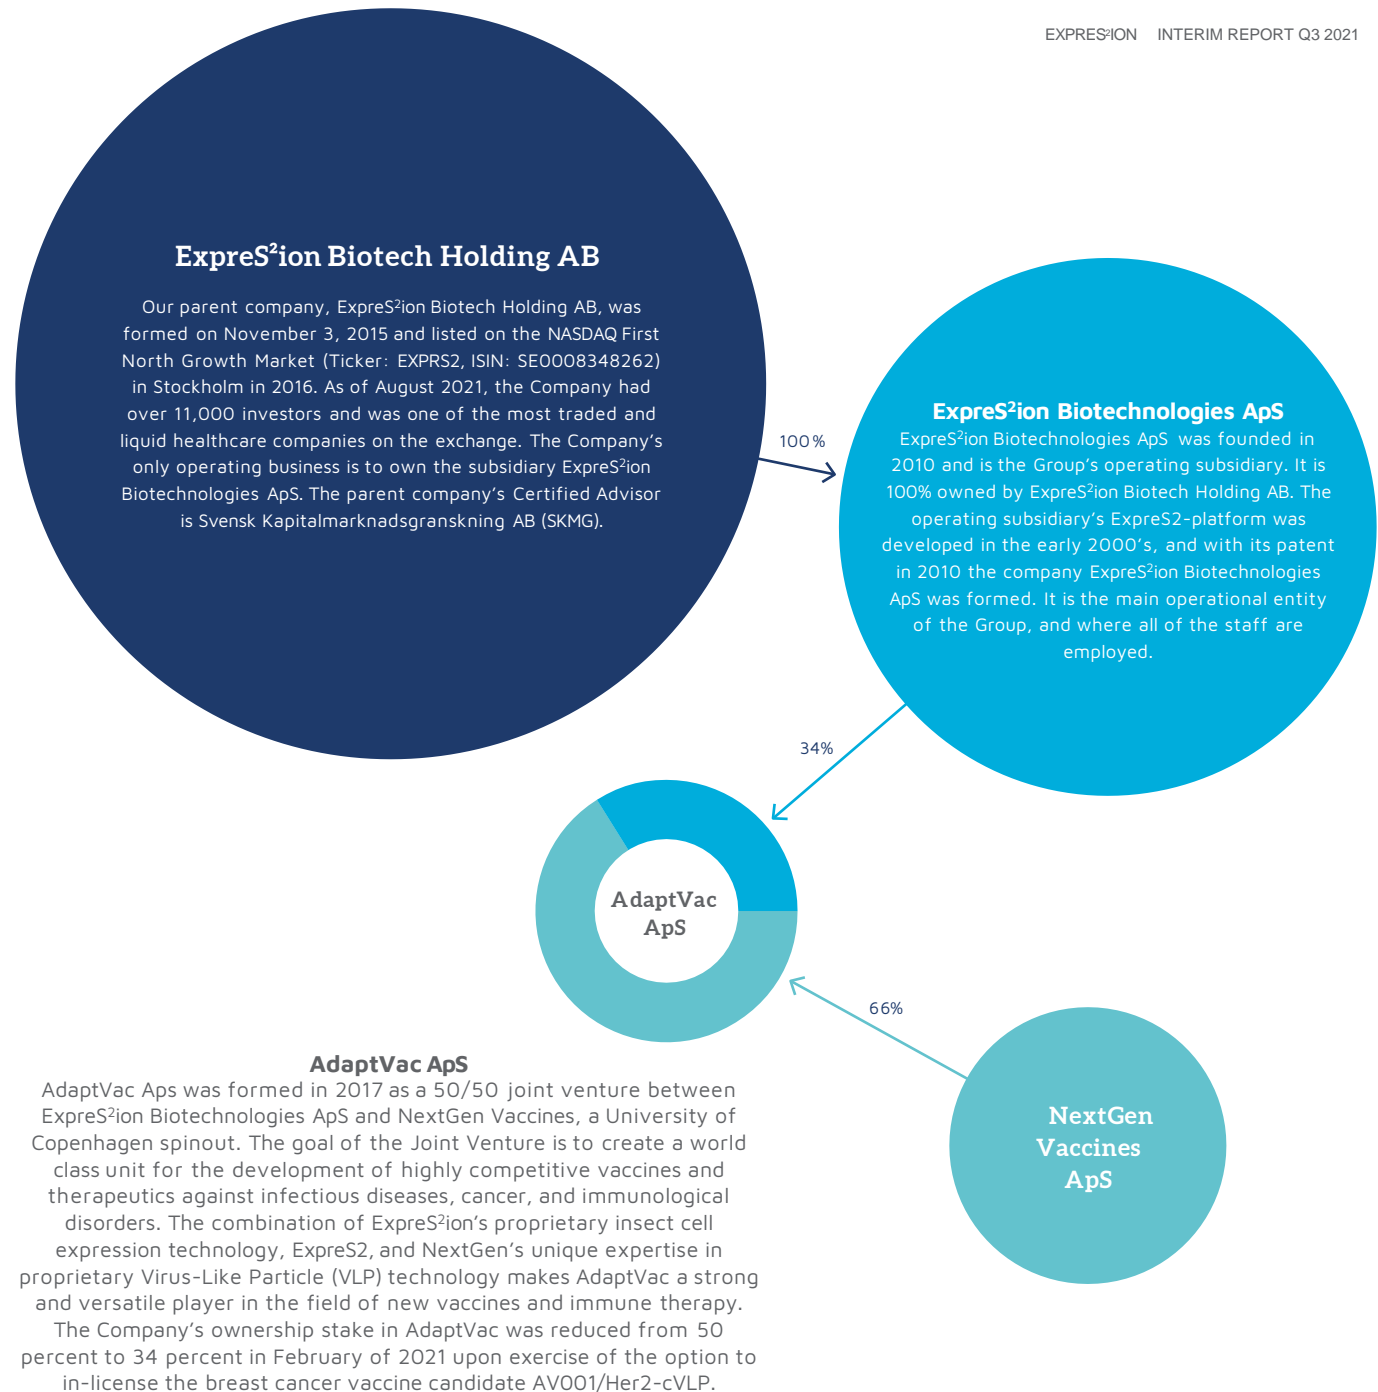 EXPRES²ION INTERIM REPORT Q3 2021
ExpreS²ion Biotech Holding AB
Our parent company, ExpreS²ion Biotech Holding AB, was
formed on November 3, 2015 and listed on the NASDAQ First
North Growth Market (Ticker: EXPRS2, ISIN: SE0008348262)
in Stockholm in 2016. As of August 2021, the Company had
over 11,000 investors and was one of the most traded and
liquid healthcare companies on the exchange. The Company’s
only operating business is to own the subsidiary ExpreS²ion
Biotechnologies ApS. The parent company’s Certified Advisor
is Svensk Kapitalmarknadsgranskning AB (SKMG).
100%
ExpreS²ion Biotechnologies ApS
ExpreS²ion Biotechnologies ApS was founded in
2010 and is the Group’s operating subsidiary. It is
100% owned by ExpreS²ion Biotech Holding AB. The
operating subsidiary’s ExpreS2-platform was
developed in the early 2000’s, and with its patent
in 2010 the company ExpreS²ion Biotechnologies
ApS was formed. It is the main operational entity
of the Group, and where all of the staff are
employed.
34%
AdaptVac
ApS
66%
NextGen
Vaccines
ApS
AdaptVac ApS
AdaptVac Aps was formed in 2017 as a 50/50 joint venture between
ExpreS²ion Biotechnologies ApS and NextGen Vaccines, a University of
Copenhagen spinout. The goal of the Joint Venture is to create a world
class unit for the development of highly competitive vaccines and
therapeutics against infectious diseases, cancer, and immunological
disorders. The combination of ExpreS²ion’s proprietary insect cell
expression technology, ExpreS2, and NextGen’s unique expertise in
proprietary Virus-Like Particle (VLP) technology makes AdaptVac a strong
and versatile player in the field of new vaccines and immune therapy.
The Company’s ownership stake in AdaptVac was reduced from 50
percent to 34 percent in February of 2021 upon exercise of the option to
in-license the breast cancer vaccine candidate AV001/Her2-cVLP.